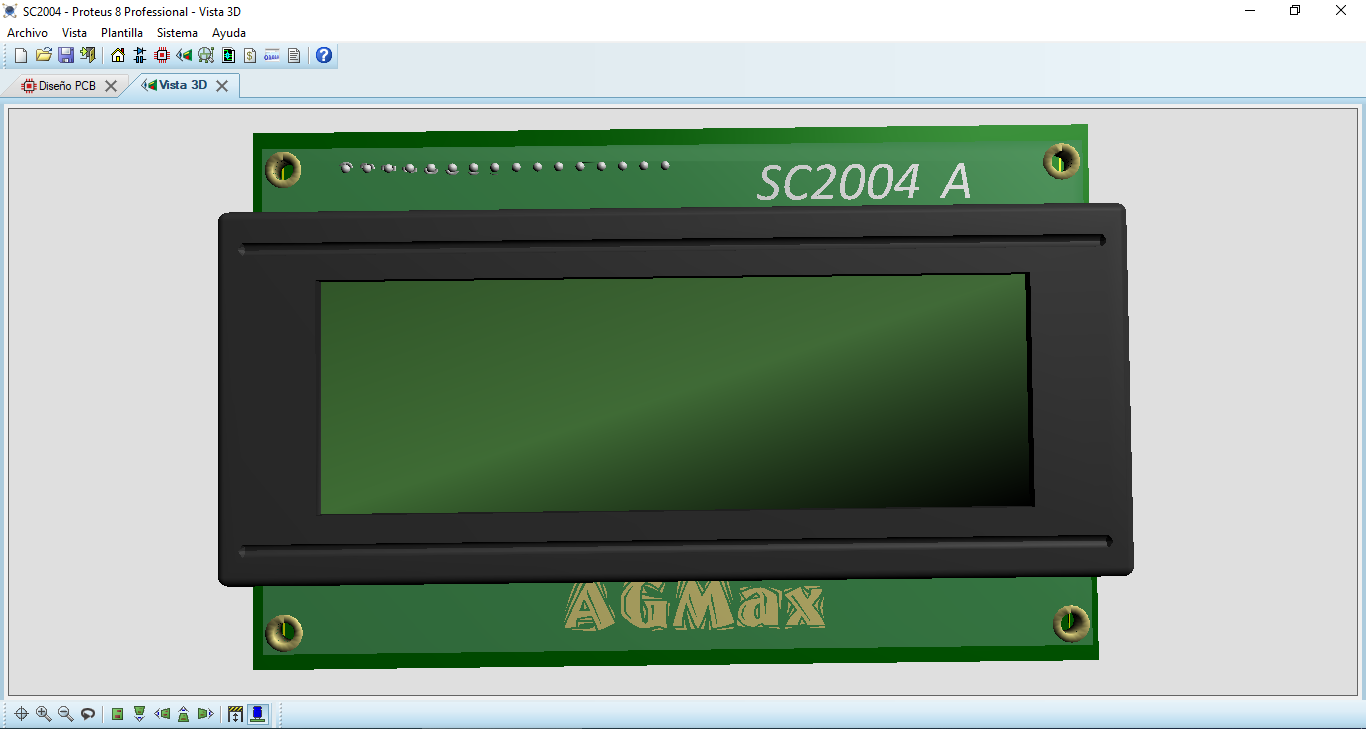 SC2004 - Proteus 8 Professional - Vista 3D
Archivo Vista Plantilla Sistema Ayuda
Diseño PCB Vista 3D
SC2004 A
AGMax